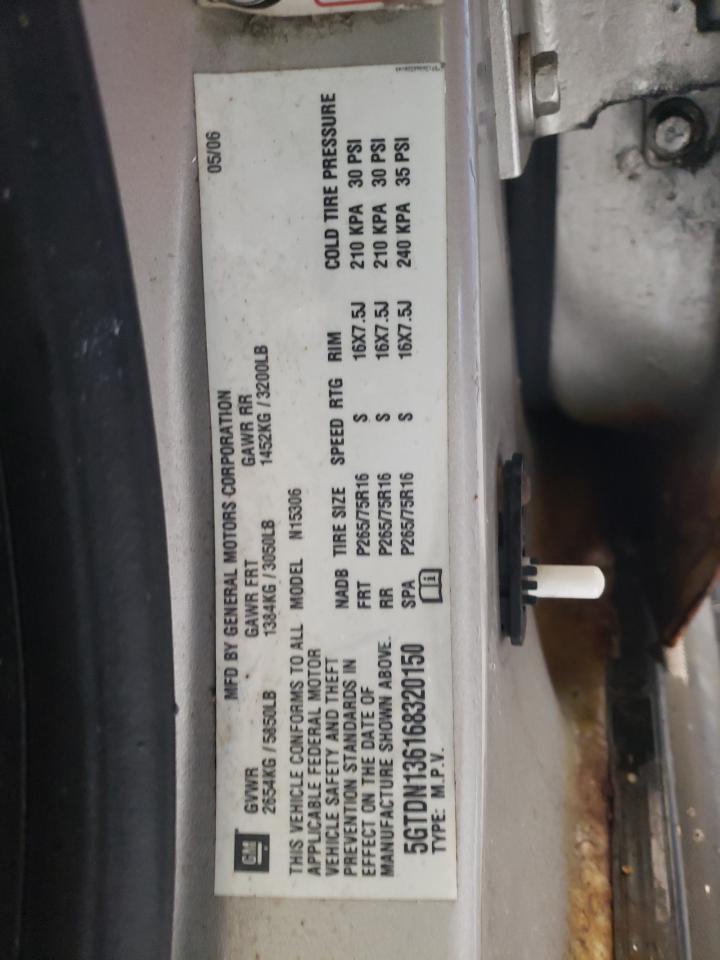 GM
MFD BY GENERAL MOTORS CORPORATION 05/06
GVWR GAWR FRT GAWR RR
2654KG / 5850LB 1384KG / 3050LB 1452KG / 3200LB
THIS VEHICLE CONFORMS TO ALL
APPLICABLE FEDERAL MOTOR
VEHICLE SAFETY AND THEFT
PREVENTION STANDARDS IN
EFFECT ON THE DATE OF
MANUFACTURE SHOWN ABOVE.
5GTDN136168320150
TYPE: M.P.V.
MODEL N15306
NADB TIRE SIZE SPEED RTG RIM COLD TIRE PRESSURE
FRT P265/75R16 S 16X7.5J 210 KPA 30 PSI
RR P265/75R16 S 16X7.5J 210 KPA 30 PSI
SPA P265/75R16 S 16X7.5J 240 KPA 35 PSI